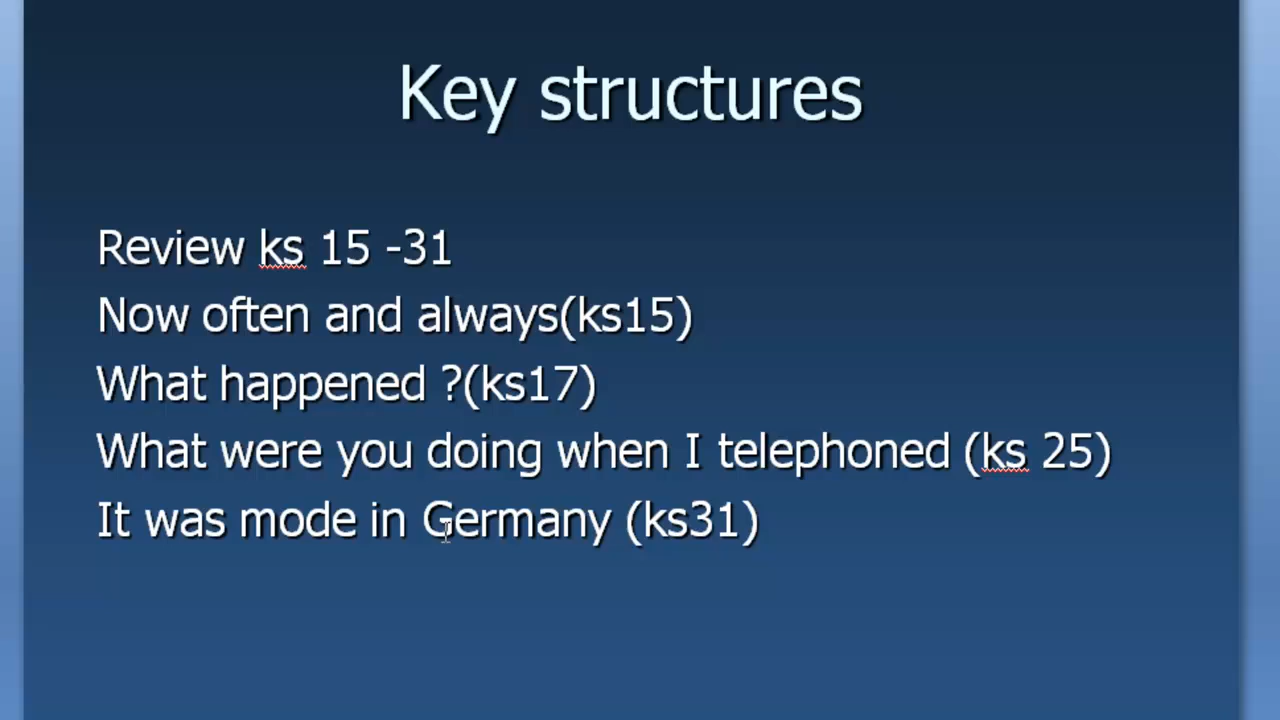 Key structures
Review ks 15 -31
Now often and always(ks15)
What happened ?(ks17)
What were you doing when I telephoned (ks 25)
It was mode in Germany (ks31)